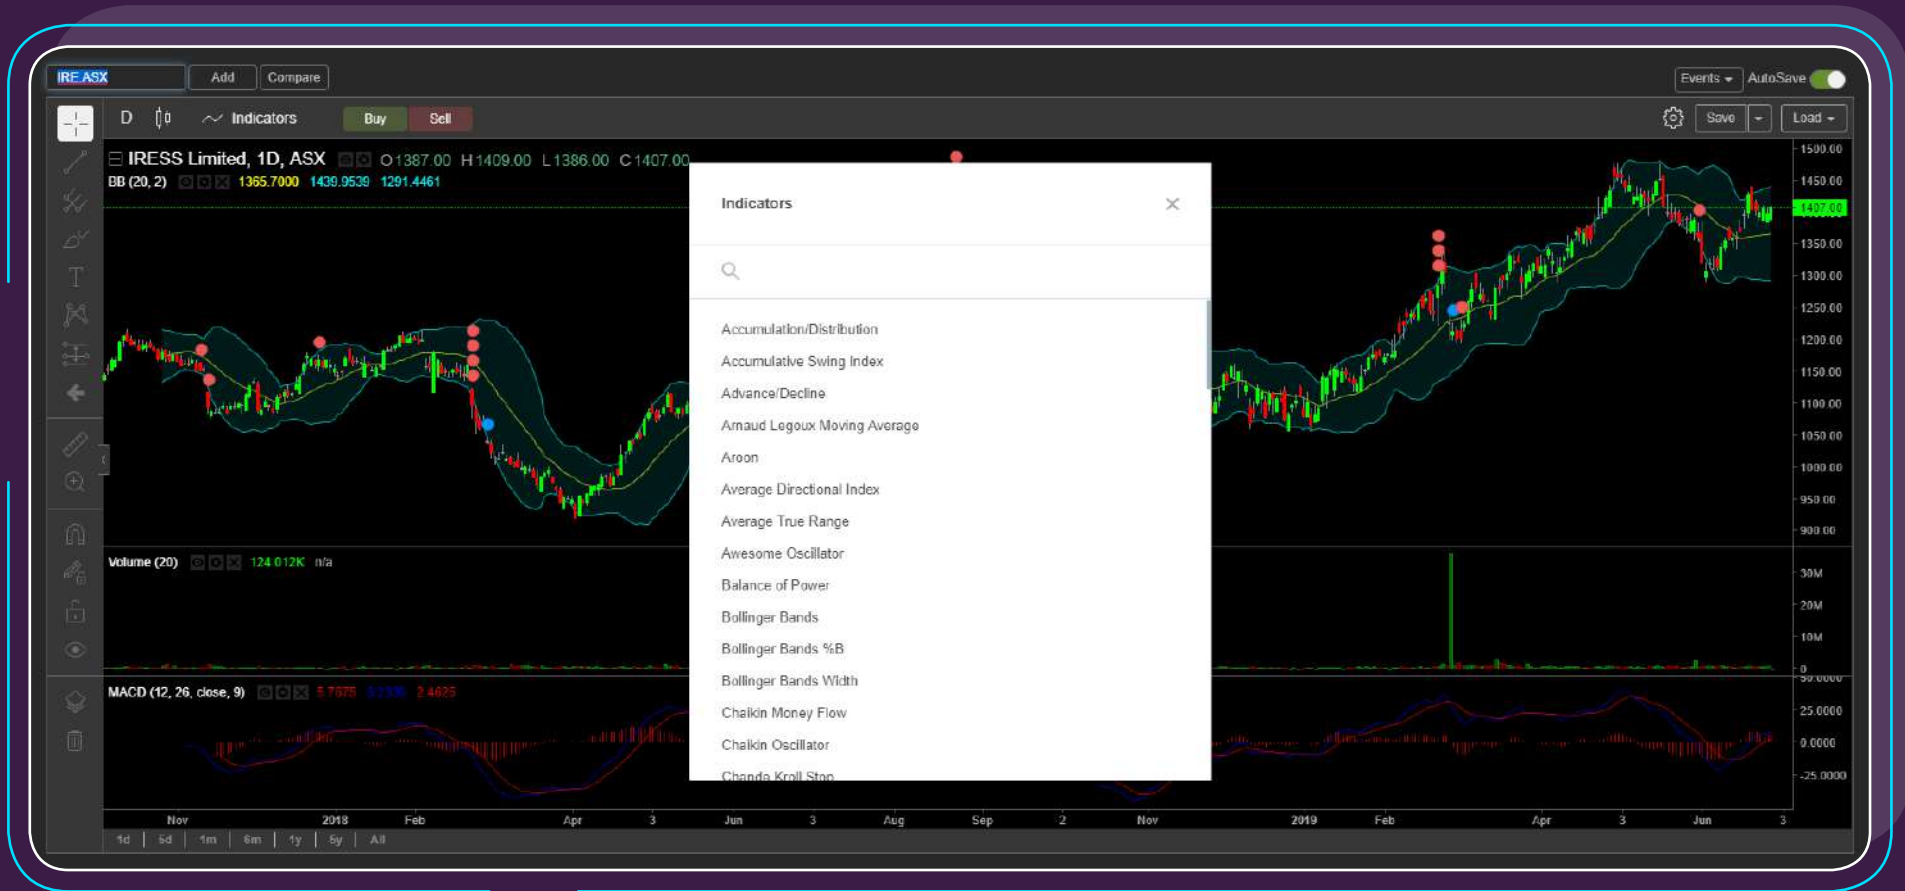 IRE.ASX Add Compare Events AutoSave
D Indicators Buy Sell Save Load
IRESS Limited, 1D, ASX O1387.00 H1409.00 L1386.00 C1407.00
BB (20, 2) 1365.7000 1439.9539 1291.4461
Indicators
Accumulation/Distribution
Accumulative Swing Index
Advance/Decline
Arnaud Legoux Moving Average
Aroon
Average Directional Index
Average True Range
Awesome Oscillator
Balance of Power
Bollinger Bands
Bollinger Bands %B
Bollinger Bands Width
Chaikin Money Flow
Chaikin Oscillator
Chande Kroll Stop
1500.00
1450.00
1407.00
1350.00
1300.00
1250.00
1200.00
1150.00
1100.00
1050.00
1000.00
950.00
900.00
Volume (20) 124.012K n/a
30M
20M
10M
0
MACD (12, 26, close, 9) 5.7675 2.4625
50.0000
25.0000
0.0000
-25.0000
Nov 2018 Feb Apr 3 Jun 3 Aug Sep 2 Nov 2019 Feb Apr 3 Jun 3
1d 5d 1m 6m 1y 5y All